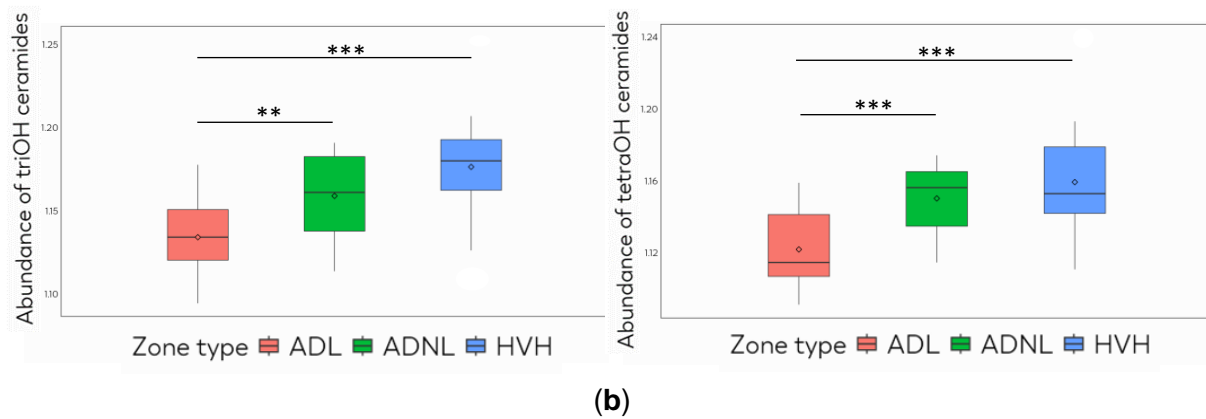 Abundance of triOH ceramides
1.25
1.20
1.15
1.10
***
**
Zone type ADL ADNL HVH
Abundance of tetraOH ceramides
1.24
1.20
1.16
1.12
***
***
Zone type ADL ADNL HVH
(b)